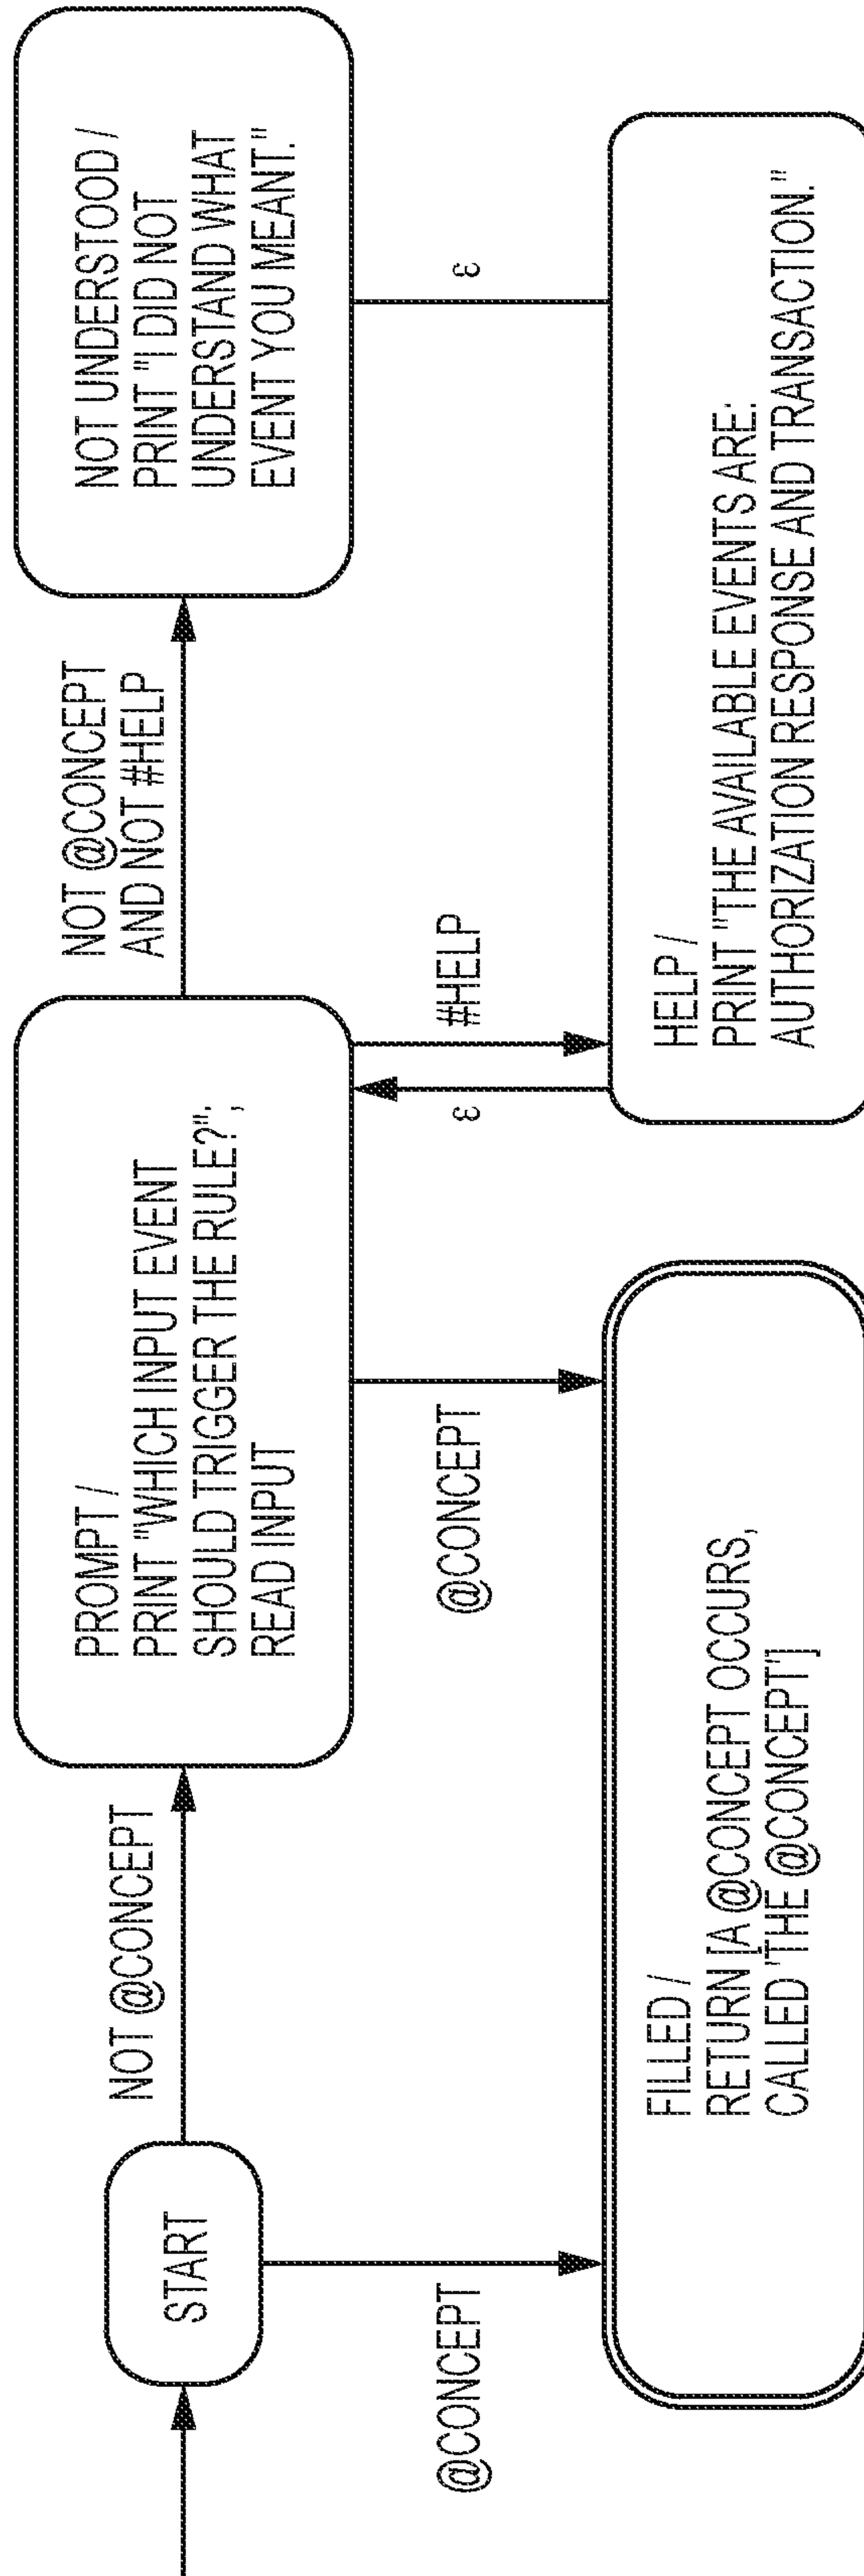 START
NOT @CONCEPT
@CONCEPT
PROMPT /
PRINT "WHICH INPUT EVENT
SHOULD TRIGGER THE RULE?",
READ INPUT
NOT @CONCEPT
AND NOT #HELP
NOT UNDERSTOOD /
PRINT "I DID NOT
UNDERSTAND WHAT
EVENT YOU MEANT."
@CONCEPT
ε
#HELP
ε
FILLED /
RETURN [A @CONCEPT OCCURS,
CALLED 'THE @CONCEPT']
HELP /
PRINT "THE AVAILABLE EVENTS ARE:
AUTHORIZATION RESPONSE AND TRANSACTION."